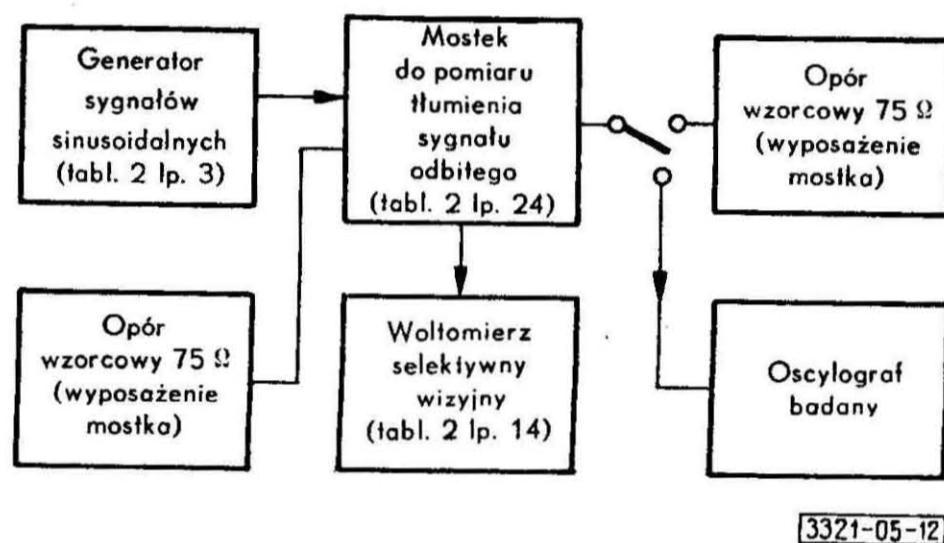 Generator
sygnałów
sinusoidalnych
(tabl. 2 lp. 3)
Mostek
do pomiaru
tłumienia
sygnału
odbitego
(tabl. 2 lp. 24)
Opór
wzorcowy 75 Ω
(wyposażenie
mostka)
Opór
wzorcowy 75 Ω
(wyposażenie
mostka)
Woltomierz
selektywny
wizyjny
(tabl. 2 lp. 14)
Oscylograf
badany
3321-05-12